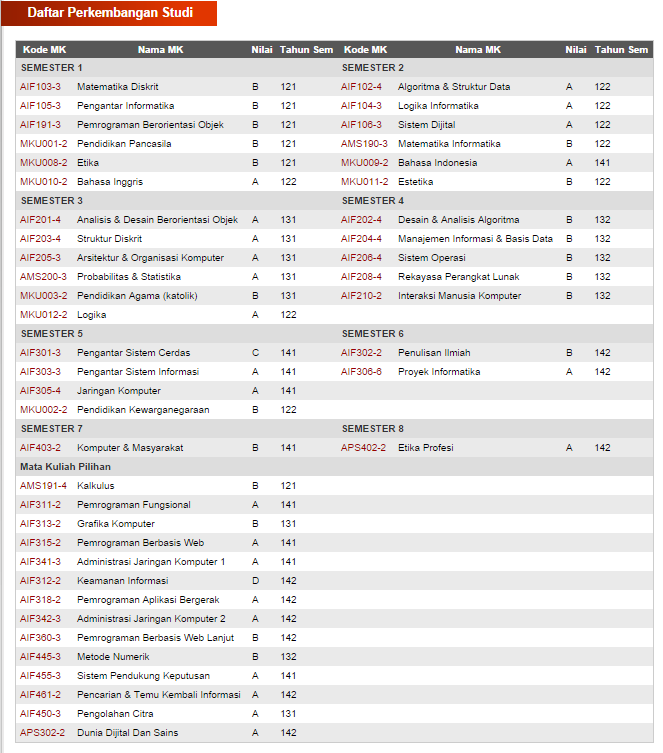 Daftar Perkembangan Studi
Kode MK Nama MK Nilai Tahun Sem Kode MK Nama MK Nilai Tahun Sem
SEMESTER 1 SEMESTER 2
AIF103-3 Matematika Diskrit B 121 AIF102-4 Algoritma & Struktur Data A 122
AIF105-3 Pengantar Informatika B 121 AIF104-3 Logika Informatika A 122
AIF191-3 Pemrograman Berorientasi Objek B 121 AIF106-3 Sistem Dijital A 122
MKU001-2 Pendidikan Pancasila B 121 AMS190-3 Matematika Informatika B 122
MKU008-2 Etika B 121 MKU009-2 Bahasa Indonesia A 141
MKU010-2 Bahasa Inggris A 122 MKU011-2 Estetika B 122
SEMESTER 3 SEMESTER 4
AIF201-4 Analisis & Desain Berorientasi Objek A 131 AIF202-4 Desain & Analisis Algoritma B 132
AIF203-4 Struktur Diskrit A 131 AIF204-4 Manajemen Informasi & Basis Data B 132
AIF205-3 Arsitektur & Organisasi Komputer A 131 AIF206-4 Sistem Operasi B 132
AMS200-3 Probabilitas & Statistika A 131 AIF208-4 Rekayasa Perangkat Lunak B 132
MKU003-2 Pendidikan Agama (katolik) B 131 AIF210-2 Interaksi Manusia Komputer B 132
MKU012-2 Logika A 122
SEMESTER 5 SEMESTER 6
AIF301-3 Pengantar Sistem Cerdas C 141 AIF302-2 Penulisan Ilmiah B 142
AIF303-3 Pengantar Sistem Informasi A 141 AIF306-6 Proyek Informatika A 142
AIF305-4 Jaringan Komputer A 141
MKU002-2 Pendidikan Kewarganegaraan B 122
SEMESTER 7 SEMESTER 8
AIF403-2 Komputer & Masyarakat B 141 APS402-2 Etika Profesi A 142
Mata Kuliah Pilihan
AMS191-4 Kalkulus B 121
AIF311-2 Pemrograman Fungsional A 141
AIF313-2 Grafika Komputer B 131
AIF315-2 Pemrograman Berbasis Web A 141
AIF341-3 Administrasi Jaringan Komputer 1 A 141
AIF312-2 Keamanan Informasi D 142
AIF318-2 Pemrograman Aplikasi Bergerak A 142
AIF342-3 Administrasi Jaringan Komputer 2 A 142
AIF360-3 Pemrograman Berbasis Web Lanjut B 142
AIF445-3 Metode Numerik B 132
AIF455-3 Sistem Pendukung Keputusan A 141
AIF461-2 Pencarian & Temu Kembali Informasi A 142
AIF450-3 Pengolahan Citra A 131
APS302-2 Dunia Dijital Dan Sains A 142